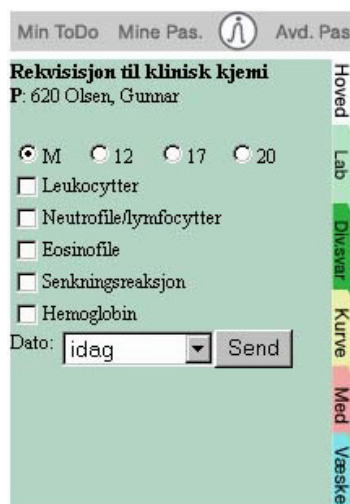 Min ToDo Mine Pas. Avd. Pas
Rekvisisjon til klinisk kjemi
P: 620 Olsen, Gunnar
M 12 17 20
Leukocytter
Neutrofile/lymfocytter
Eosinofile
Senkningsreaksjon
Hemoglobin
Dato: idag Send
Hoved
Lab
Div.svar
Kurve
Med
Væske